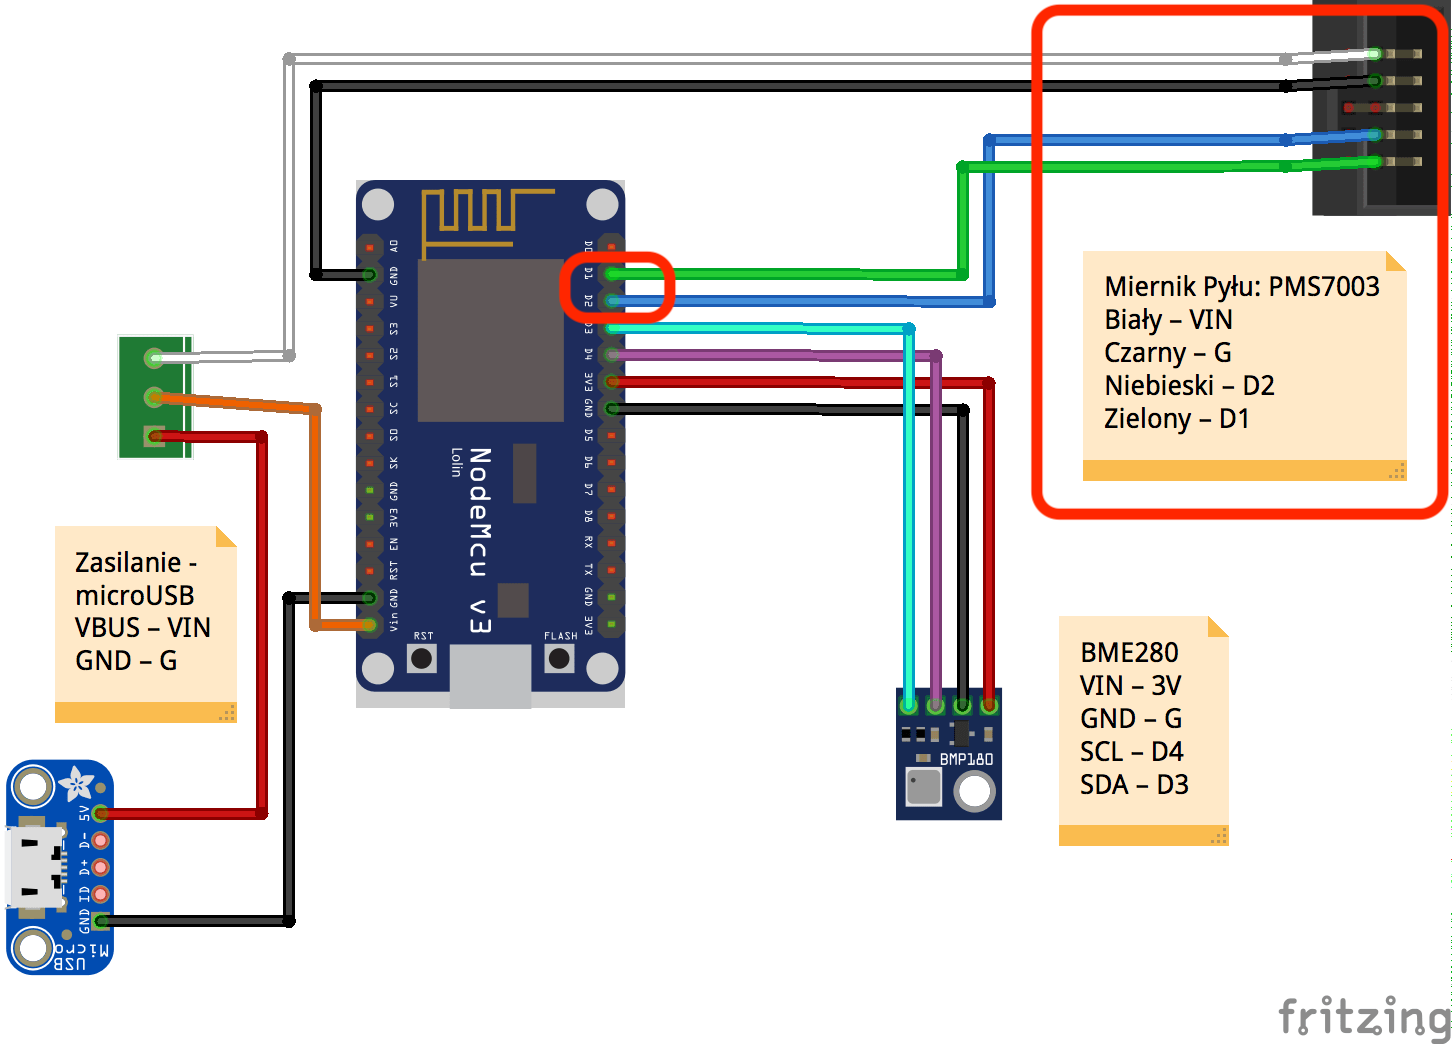 Miernik Pyłu: PMS7003
Biały – VIN
Czarny – G
Niebieski – D2
Zielony – D1
A0
GND
VU
S3
S2
S1
SC
S0
SK
GND
3V3
EN
RST
GND
Vin
D0
D1
D2
D3
D4
3V3
GND
D5
D6
D7
D8
RX
TX
GND
3V3
NodeMcu v3
Lolin
RST
FLASH
Zasilanie -
microUSB
VBUS – VIN
GND – G
BME280
VIN – 3V
GND – G
SCL – D4
SDA – D3
BMP180
5V
D-
D+
ID
GND
Micro
USB
fritzing